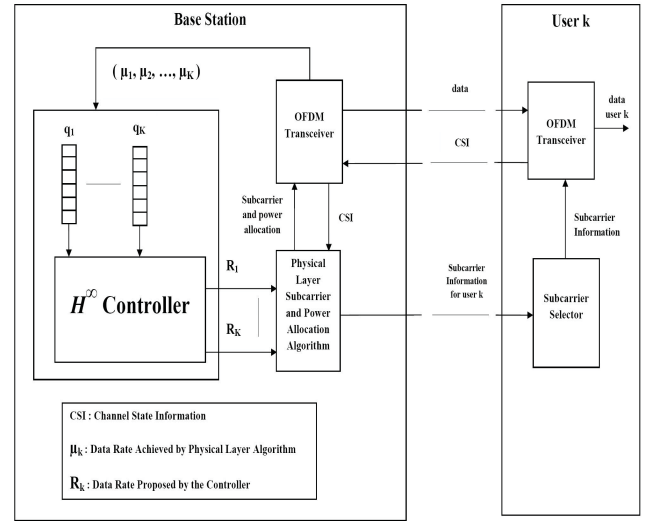 Base Station
User k
( μ1, μ2, ..., μK)
q1
qK
H∞ Controller
R1
RK
OFDM
Transceiver
Subcarrier
and power
allocation
CSI
Physical
Layer
Subcarrier
and Power
Allocation
Algorithm
data
CSI
Subcarrier
Information
for user k
OFDM
Transceiver
data
user k
Subcarrier
Information
Subcarrier
Selector
CSI : Channel State Information
μk : Data Rate Achieved by Physical Layer Algorithm
Rk : Data Rate Proposed by the Controller